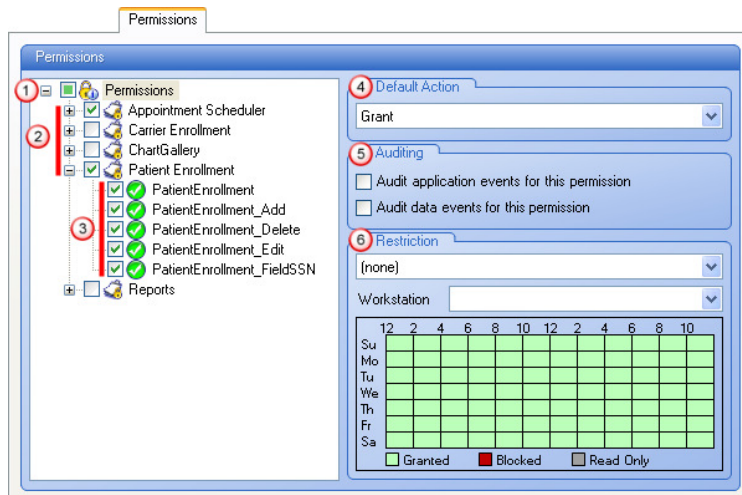 Permissions
Permissions
1 Permissions
2
Appointment Scheduler
Carrier Enrollment
ChartGallery
Patient Enrollment
3
PatientEnrollment
PatientEnrollment_Add
PatientEnrollment_Delete
PatientEnrollment_Edit
PatientEnrollment_FieldSSN
Reports
4 Default Action
Grant
5 Auditing
Audit application events for this permission
Audit data events for this permission
6 Restriction
(none)
Workstation
12 2 4 6 8 10 12 2 4 6 8 10
Su
Mo
Tu
We
Th
Fr
Sa
Granted Blocked Read Only